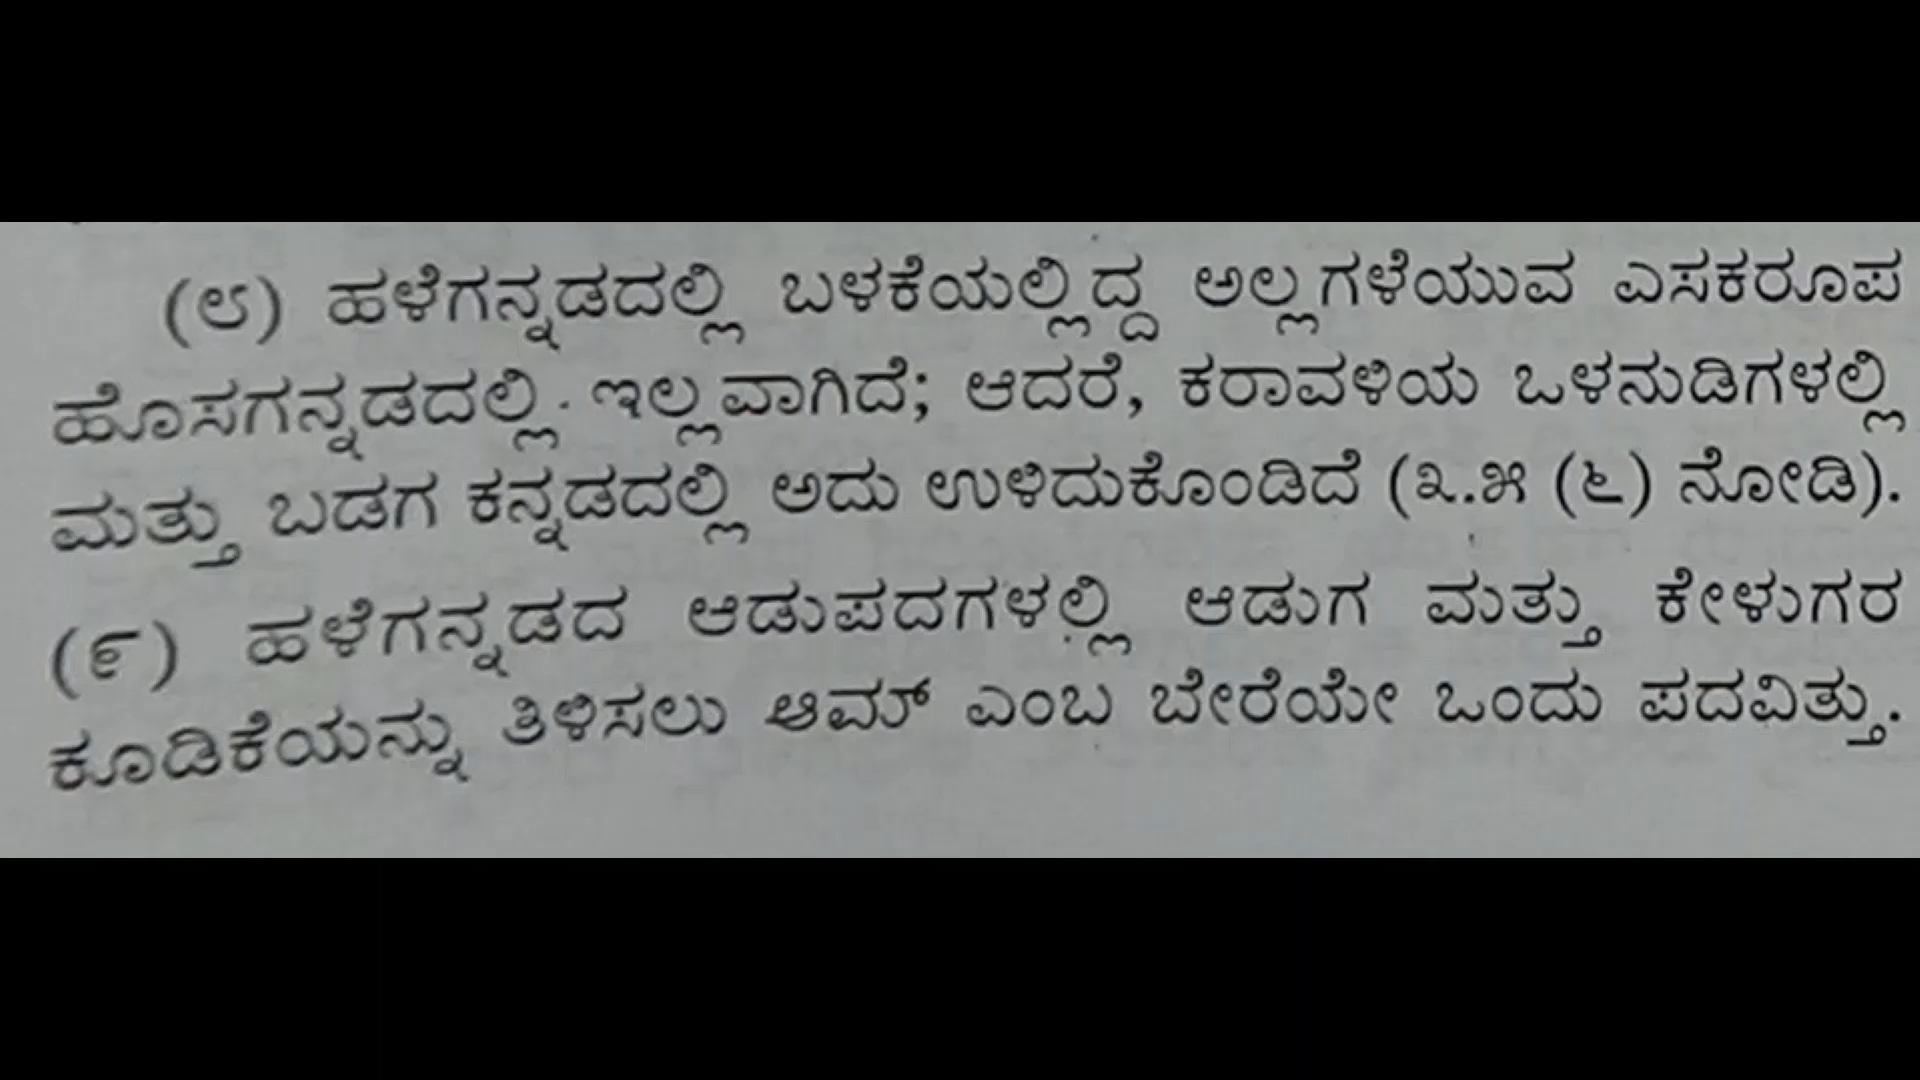 (೮) ಹಳೆಗನ್ನಡದಲ್ಲಿ ಬಳಕೆಯಲ್ಲಿದ್ದ ಅಲ್ಲಗಳೆಯುವ ಎಸಕರೂಪ
ಹೊಸಗನ್ನಡದಲ್ಲಿ ಇಲ್ಲವಾಗಿದೆ; ಆದರೆ, ಕರಾವಳಿಯ ಒಳನುಡಿಗಳಲ್ಲಿ
ಮತ್ತು ಬಡಗ ಕನ್ನಡದಲ್ಲಿ ಅದು ಉಳಿದುಕೊಂಡಿದೆ (೩.೫ (೬) ನೋಡಿ).
(೯) ಹಳೆಗನ್ನಡದ ಆಡುಪದಗಳಲ್ಲಿ ಆಡುಗ ಮತ್ತು ಕೇಳುಗರ
ಕೂಡಿಕೆಯನ್ನು ತಿಳಿಸಲು ಆಮ್ ಎಂಬ ಬೇರೆಯೇ ಒಂದು ಪದವಿತ್ತು.